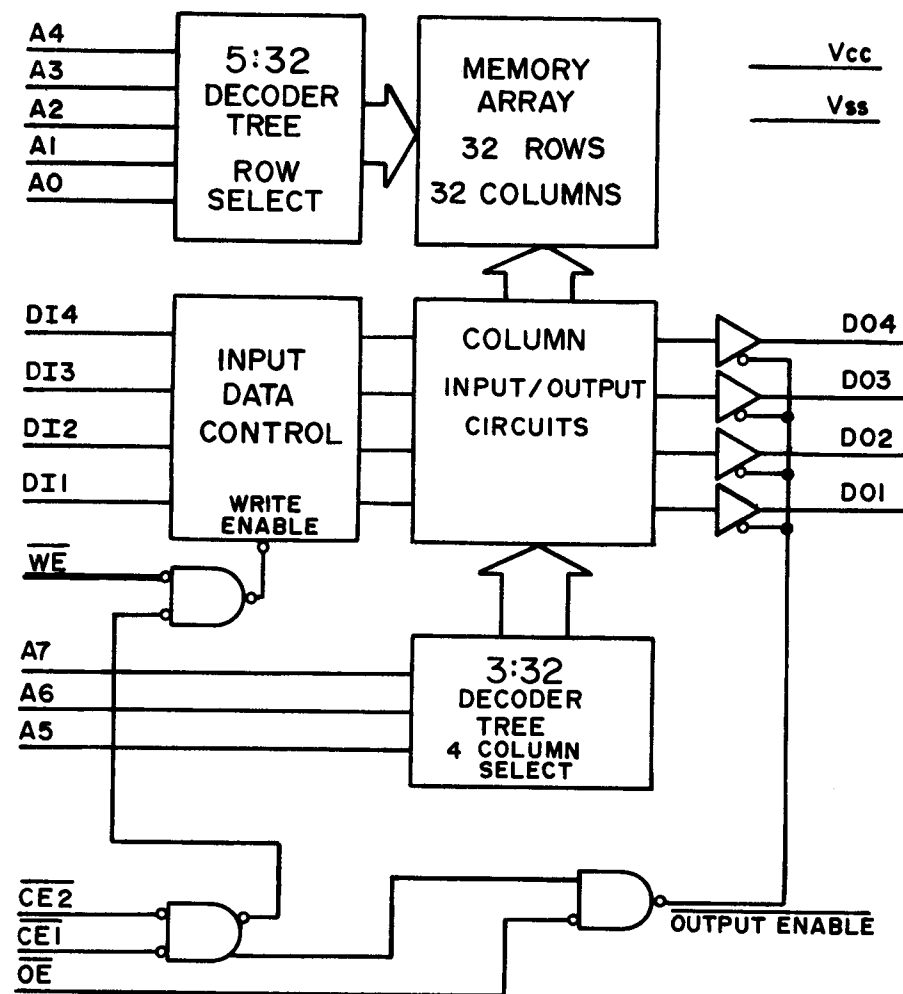 A4
A3
A2
A1
A0
5:32
DECODER
TREE
ROW
SELECT
MEMORY
ARRAY
32 ROWS
32 COLUMNS
Vcc
Vss
DI4
DI3
DI2
DI1
INPUT
DATA
CONTROL
WRITE
ENABLE
COLUMN
INPUT/OUTPUT
CIRCUITS
DO4
DO3
DO2
DO1
WE
A7
A6
A5
3:32
DECODER
TREE
4 COLUMN
SELECT
CE2
CE1
OE
OUTPUT ENABLE